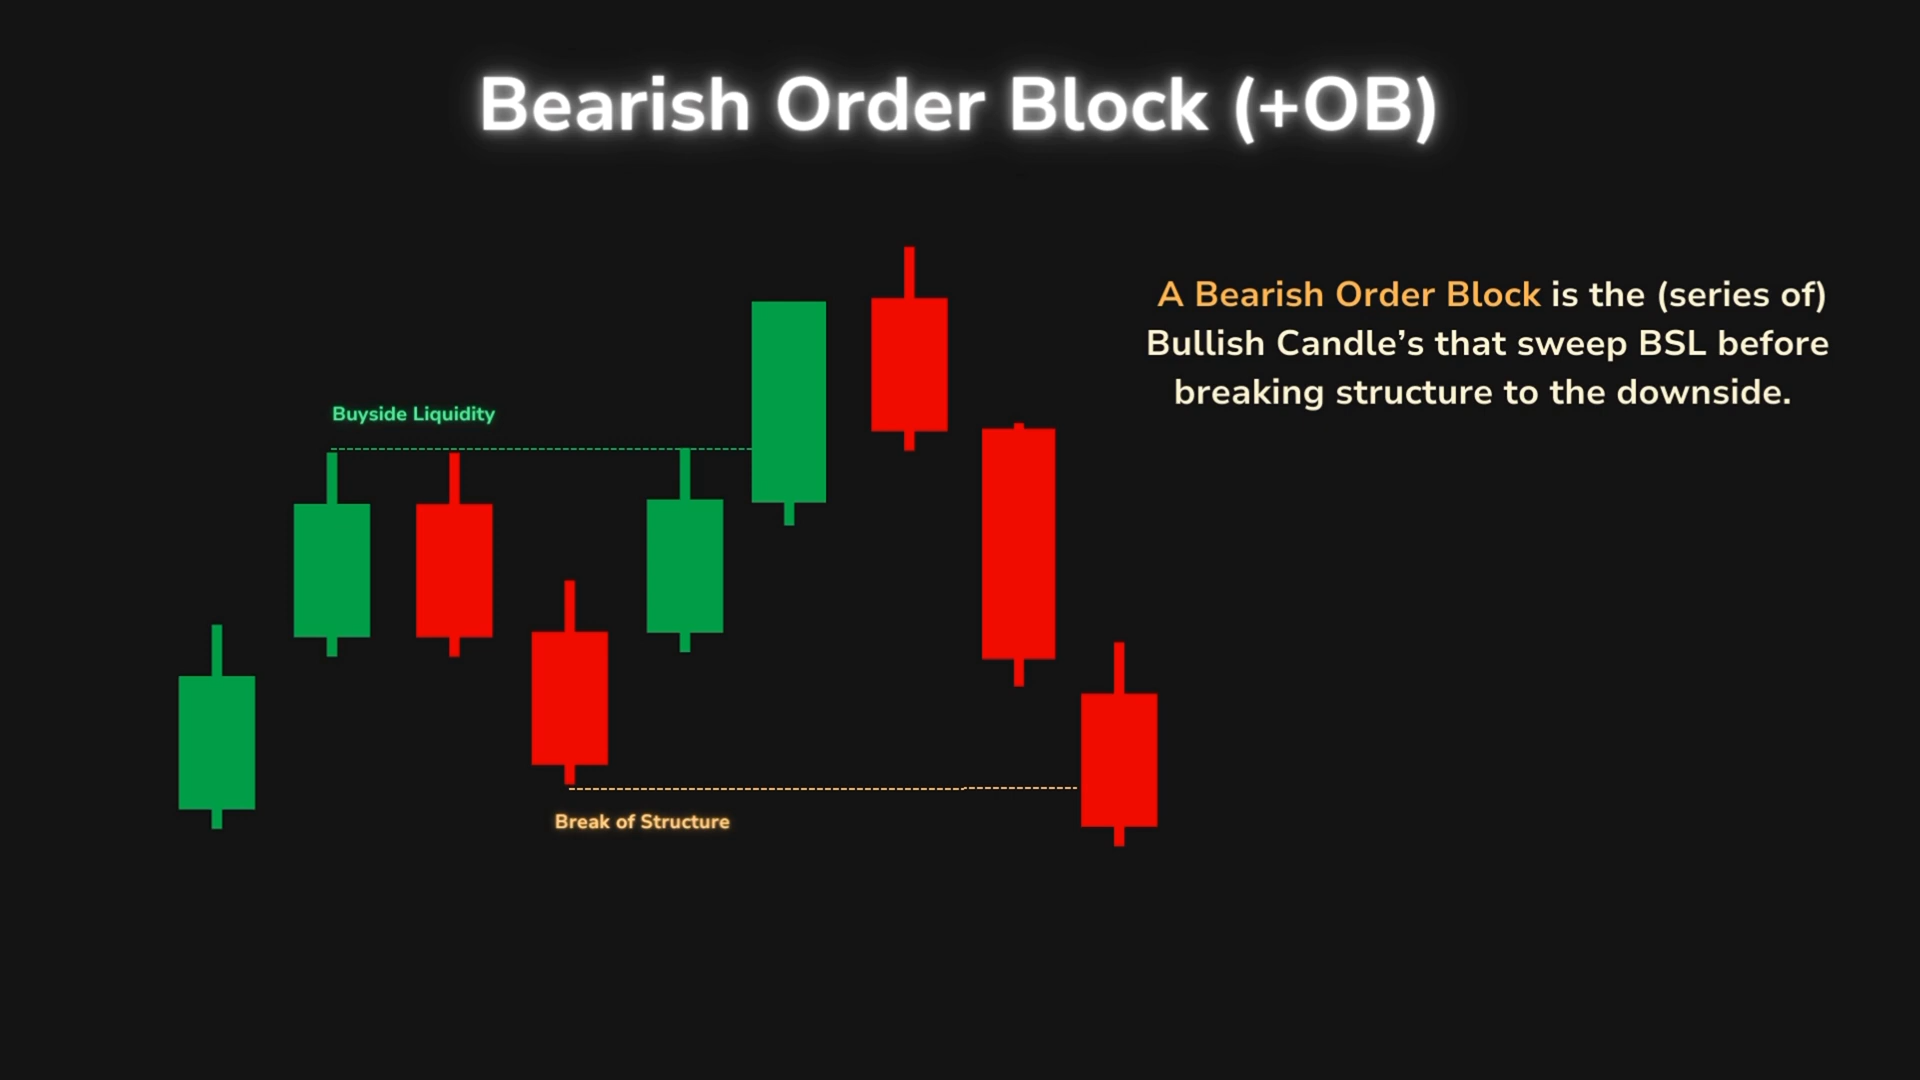 Bearish Order Block (+OB)
A Bearish Order Block is the (series of)
Bullish Candle’s that sweep BSL before
breaking structure to the downside.
Buyside Liquidity
Break of Structure